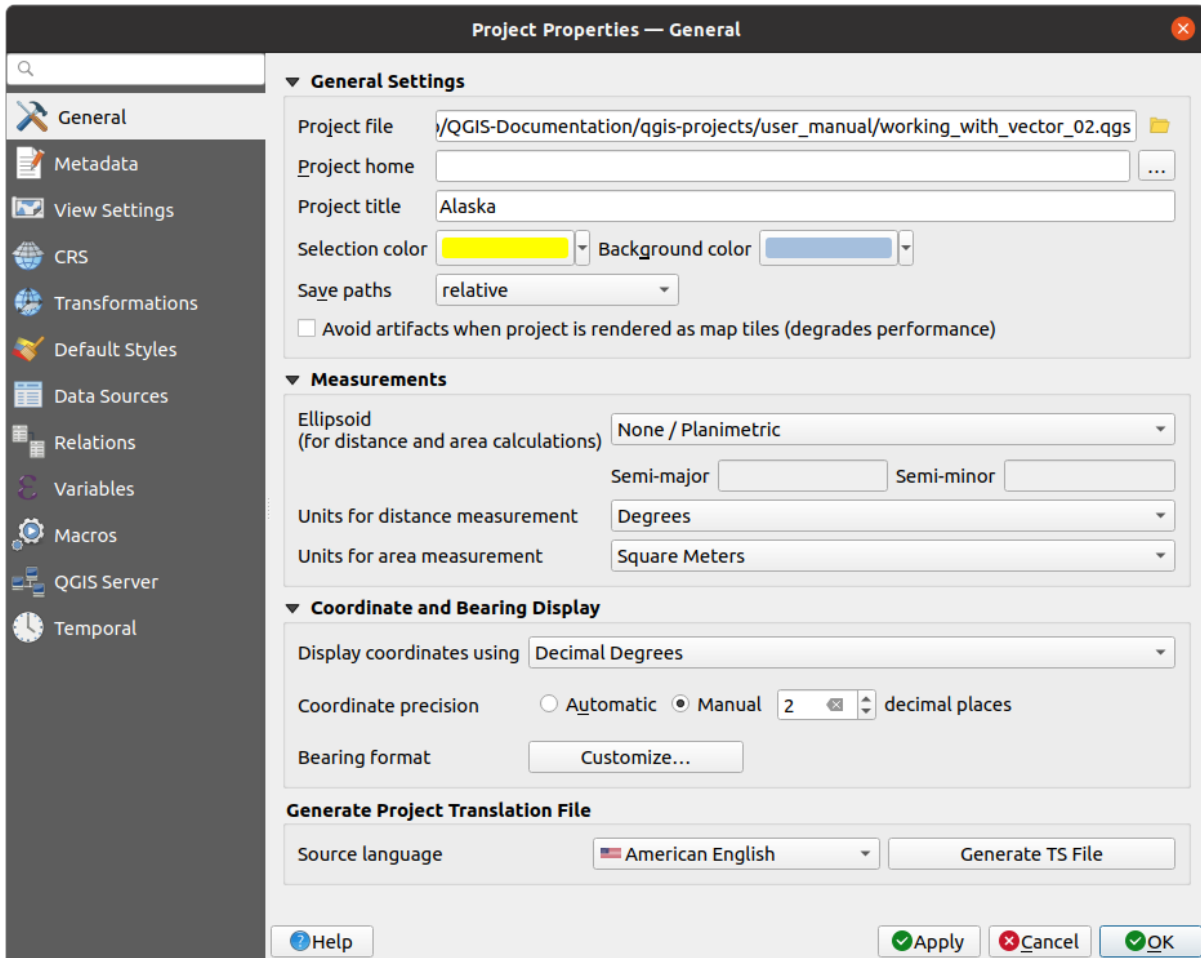 Project Properties — General
General
Metadata
View Settings
CRS
Transformations
Default Styles
Data Sources
Relations
Variables
Macros
QGIS Server
Temporal
General Settings
Project file /QGIS-Documentation/qgis-projects/user_manual/working_with_vector_02.qgs
Project home ...
Project title Alaska
Selection color Background color
Save paths relative
Avoid artifacts when project is rendered as map tiles (degrades performance)
Measurements
Ellipsoid
(for distance and area calculations) None / Planimetric
Semi-major Semi-minor
Units for distance measurement Degrees
Units for area measurement Square Meters
Coordinate and Bearing Display
Display coordinates using Decimal Degrees
Coordinate precision Automatic Manual 2 decimal places
Bearing format Customize...
Generate Project Translation File
Source language American English Generate TS File
Help Apply Cancel OK